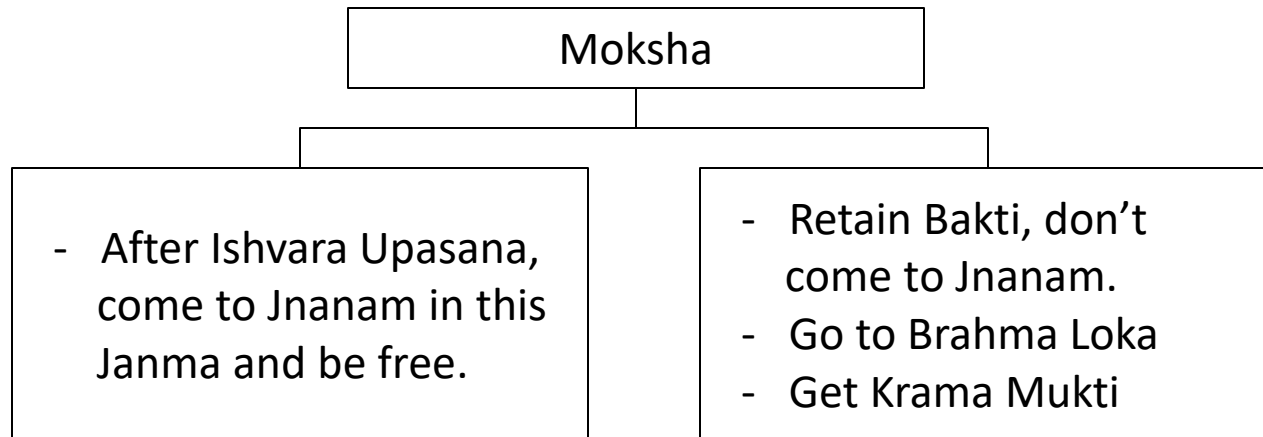 Moksha
- After Ishvara Upasana,
come to Jnanam in this
Janma and be free.
- Retain Bakti, don’t
come to Jnanam.
- Go to Brahma Loka
- Get Krama Mukti